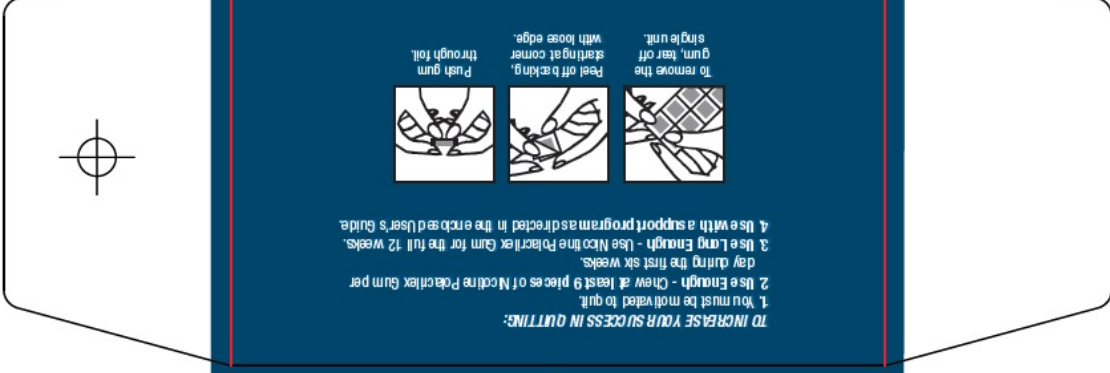 TO INCREASE YOUR SUCCESS IN QUITTING:
1. You must be motivated to quit.
2. Use Enough - Chew at least 9 pieces of Nicotine Polacrilex Gum per
day during the first six weeks.
3. Use Long Enough - Use Nicotine Polacrilex Gum for the full 12 weeks.
4. Use with a support program as directed in the enclosed User's Guide.
To remove the
gum, tear off
single unit.
Peel off backing,
starting at corner
with loose edge.
Push gum
through foil.